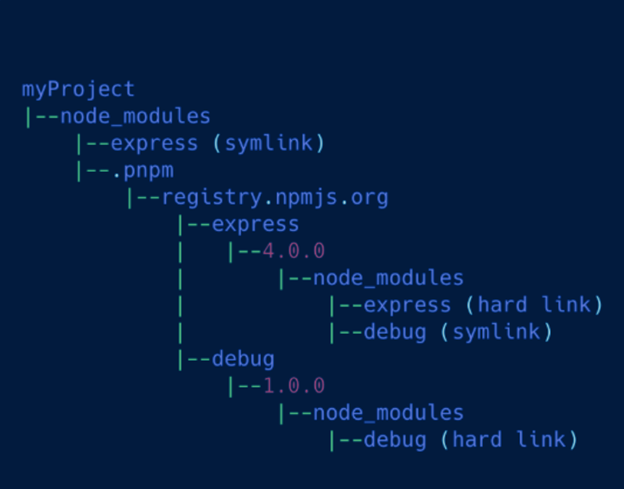 myProject
|--node_modules
    |--express (symlink)
    |--.pnpm
        |--registry.npmjs.org
            |--express
            |   |--4.0.0
            |       |--node_modules
            |           |--express (hard link)
            |           |--debug (symlink)
            |--debug
                |--1.0.0
                    |--node_modules
                        |--debug (hard link)